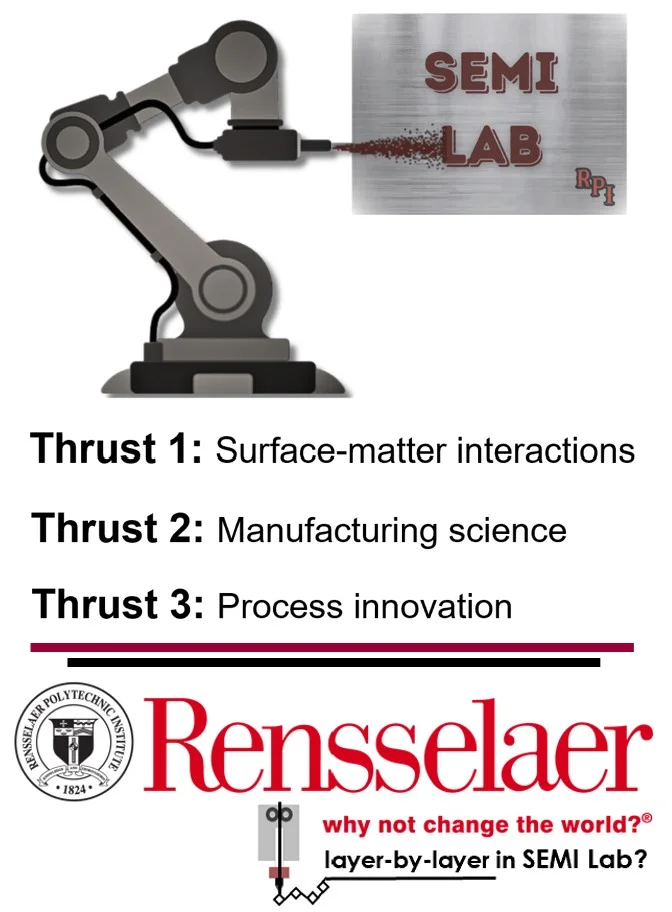 SEMI
LAB
RPI
Thrust 1: Surface-matter interactions
Thrust 2: Manufacturing science
Thrust 3: Process innovation
RENSSELAER POLYTECHNIC INSTITUTE
• 1824 •
Rensselaer
why not change the world?®
layer-by-layer in SEMI Lab?